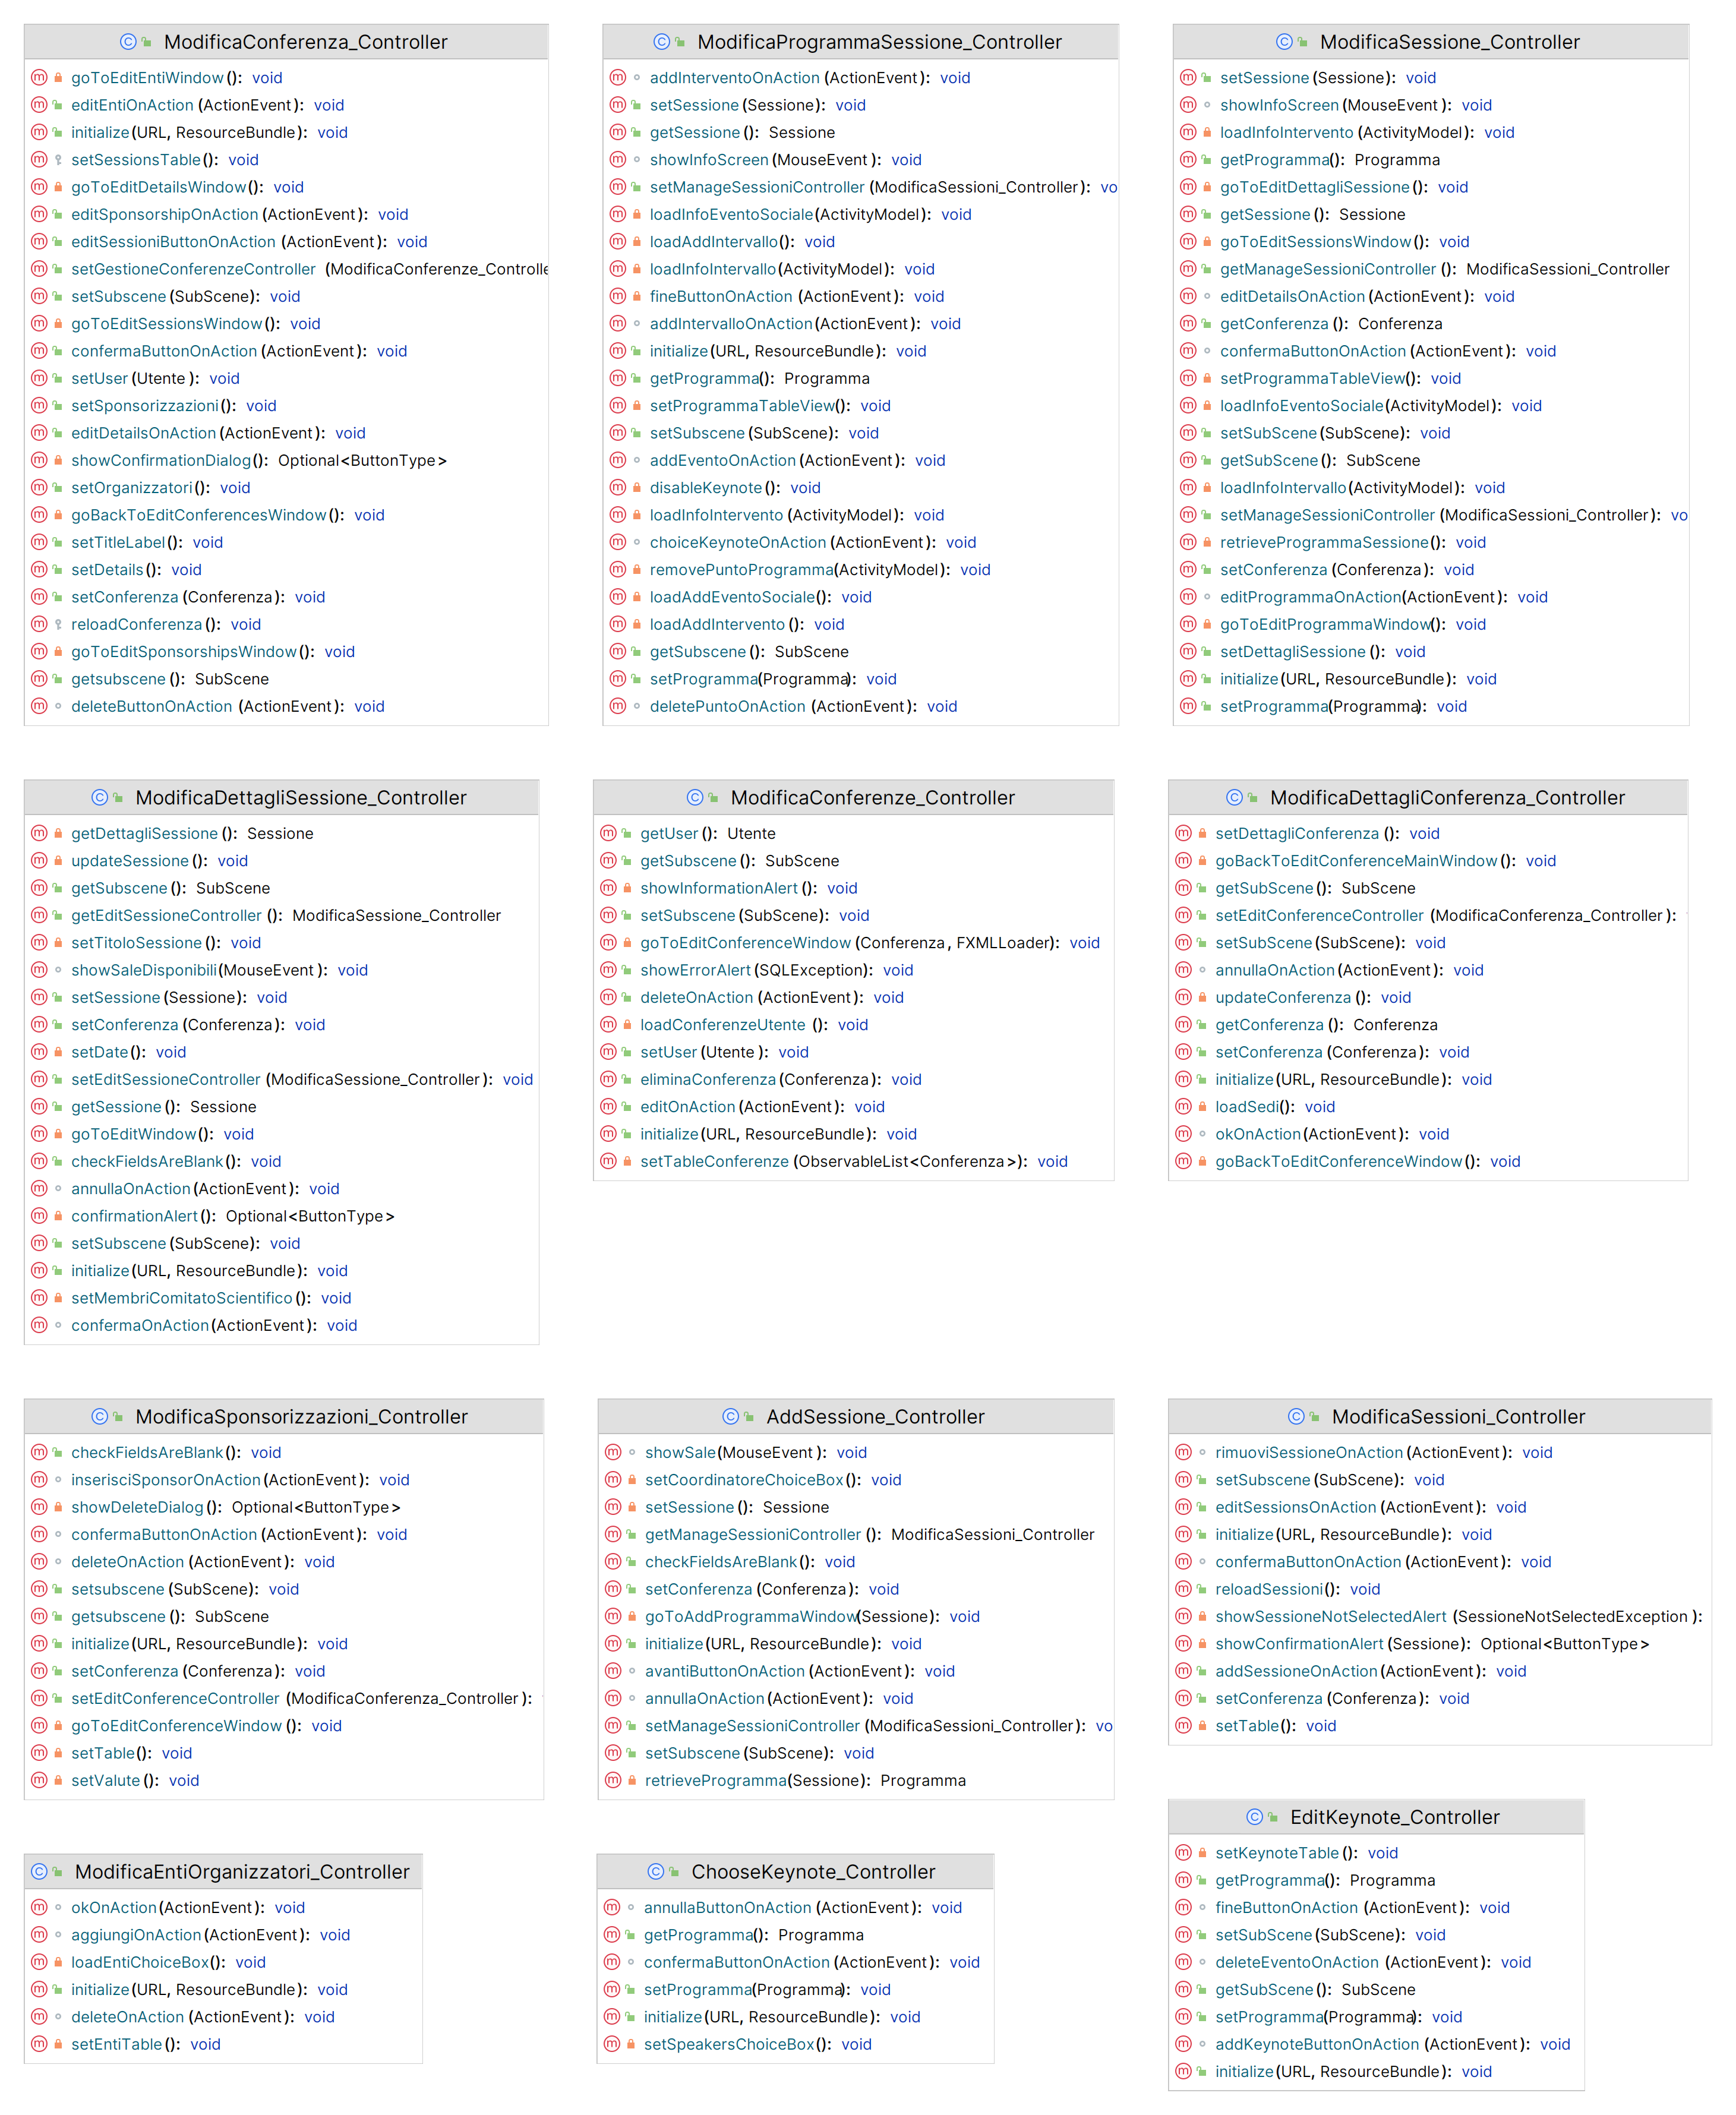 ModificaConferenza_Controller
goToEditEntiWindow(): void
editEntiOnAction(ActionEvent): void
initialize(URL, ResourceBundle): void
setSessionsTable(): void
goToEditDetailsWindow(): void
editSponsorshipOnAction(ActionEvent): void
editSessioniButtonOnAction(ActionEvent): void
setGestioneConferenzeController(ModificaConferenze_Controlle
setSubscene(SubScene): void
goToEditSessionsWindow(): void
confermaButtonOnAction(ActionEvent): void
setUser(Utente): void
setSponsorizzazioni(): void
editDetailsOnAction(ActionEvent): void
showConfirmationDialog(): Optional<ButtonType>
setOrganizzatori(): void
goBackToEditConferencesWindow(): void
setTitleLabel(): void
setDetails(): void
setConferenza(Conferenza): void
reloadConferenza(): void
goToEditSponsorshipsWindow(): void
getsubscene(): SubScene
deleteButtonOnAction(ActionEvent): void
ModificaProgrammaSessione_Controller
addInterventoOnAction(ActionEvent): void
setSessione(Sessione): void
getSessione(): Sessione
showInfoScreen(MouseEvent): void
setManageSessioniController(ModificaSessioni_Controller): vo
loadInfoEventoSociale(ActivityModel): void
loadAddIntervallo(): void
loadInfoIntervallo(ActivityModel): void
fineButtonOnAction(ActionEvent): void
addIntervalloOnAction(ActionEvent): void
initialize(URL, ResourceBundle): void
getProgramma(): Programma
setProgrammaTableView(): void
setSubscene(SubScene): void
addEventoOnAction(ActionEvent): void
disableKeynote(): void
loadInfoIntervento(ActivityModel): void
choiceKeynoteOnAction(ActionEvent): void
removePuntoProgramma(ActivityModel): void
loadAddEventoSociale(): void
loadAddIntervento(): void
getSubscene(): SubScene
setProgramma(Programma): void
deletePuntoOnAction(ActionEvent): void
ModificaSessione_Controller
setSessione(Sessione): void
showInfoScreen(MouseEvent): void
loadInfoIntervento(ActivityModel): void
getProgramma(): Programma
goToEditDettagliSessione(): void
getSessione(): Sessione
goToEditSessionsWindow(): void
getManageSessioniController(): ModificaSessioni_Controller
editDetailsOnAction(ActionEvent): void
getConferenza(): Conferenza
confermaButtonOnAction(ActionEvent): void
setProgrammaTableView(): void
loadInfoEventoSociale(ActivityModel): void
setSubScene(SubScene): void
getSubScene(): SubScene
loadInfoIntervallo(ActivityModel): void
setManageSessioniController(ModificaSessioni_Controller): vo
retrieveProgrammaSessione(): void
setConferenza(Conferenza): void
editProgrammaOnAction(ActionEvent): void
goToEditProgrammaWindow(): void
setDettagliSessione(): void
initialize(URL, ResourceBundle): void
setProgramma(Programma): void
ModificaDettagliSessione_Controller
getDettagliSessione(): Sessione
updateSessione(): void
getSubscene(): SubScene
getEditSessioneController(): ModificaSessione_Controller
setTitoloSessione(): void
showSaleDisponibili(MouseEvent): void
setSessione(Sessione): void
setConferenza(Conferenza): void
setDate(): void
setEditSessioneController(ModificaSessione_Controller): void
getSessione(): Sessione
goToEditWindow(): void
checkFieldsAreBlank(): void
annullaOnAction(ActionEvent): void
confirmationAlert(): Optional<ButtonType>
setSubscene(SubScene): void
initialize(URL, ResourceBundle): void
setMembriComitatoScientifico(): void
confermaOnAction(ActionEvent): void
ModificaConferenze_Controller
getUser(): Utente
getSubscene(): SubScene
showInformationAlert(): void
setSubscene(SubScene): void
goToEditConferenceWindow(Conferenza, FXMLLoader): void
showErrorAlert(SQLException): void
deleteOnAction(ActionEvent): void
loadConferenzeUtente(): void
setUser(Utente): void
eliminaConferenza(Conferenza): void
editOnAction(ActionEvent): void
initialize(URL, ResourceBundle): void
setTableConferenze(ObservableList<Conferenza>): void
ModificaDettagliConferenza_Controller
setDettagliConferenza(): void
goBackToEditConferenceMainWindow(): void
getSubScene(): SubScene
setEditConferenceController(ModificaConferenza_Controller):
setSubScene(SubScene): void
annullaOnAction(ActionEvent): void
updateConferenza(): void
getConferenza(): Conferenza
setConferenza(Conferenza): void
initialize(URL, ResourceBundle): void
loadSedi(): void
okOnAction(ActionEvent): void
goBackToEditConferenceWindow(): void
ModificaSponsorizzazioni_Controller
checkFieldsAreBlank(): void
inserisciSponsorOnAction(ActionEvent): void
showDeleteDialog(): Optional<ButtonType>
confermaButtonOnAction(ActionEvent): void
deleteOnAction(ActionEvent): void
setsubscene(SubScene): void
getsubscene(): SubScene
initialize(URL, ResourceBundle): void
setConferenza(Conferenza): void
setEditConferenceController(ModificaConferenza_Controller):
goToEditConferenceWindow(): void
setTable(): void
setValute(): void
AddSessione_Controller
showSale(MouseEvent): void
setCoordinatoreChoiceBox(): void
setSessione(): Sessione
getManageSessioniController(): ModificaSessioni_Controller
checkFieldsAreBlank(): void
setConferenza(Conferenza): void
goToAddProgrammaWindow(Sessione): void
initialize(URL, ResourceBundle): void
avantiButtonOnAction(ActionEvent): void
annullaOnAction(ActionEvent): void
setManageSessioniController(ModificaSessioni_Controller): vo
setSubscene(SubScene): void
retrieveProgramma(Sessione): Programma
ModificaSessioni_Controller
rimuoviSessioneOnAction(ActionEvent): void
setSubscene(SubScene): void
editSessionsOnAction(ActionEvent): void
initialize(URL, ResourceBundle): void
confermaButtonOnAction(ActionEvent): void
reloadSessioni(): void
showSessioneNotSelectedAlert(SessioneNotSelectedException):
showConfirmationAlert(Sessione): Optional<ButtonType>
addSessioneOnAction(ActionEvent): void
setConferenza(Conferenza): void
setTable(): void
ModificaEntiOrganizzatori_Controller
okOnAction(ActionEvent): void
aggiungiOnAction(ActionEvent): void
loadEntiChoiceBox(): void
initialize(URL, ResourceBundle): void
deleteOnAction(ActionEvent): void
setEntiTable(): void
ChooseKeynote_Controller
annullaButtonOnAction(ActionEvent): void
getProgramma(): Programma
confermaButtonOnAction(ActionEvent): void
setProgramma(Programma): void
initialize(URL, ResourceBundle): void
setSpeakersChoiceBox(): void
EditKeynote_Controller
setKeynoteTable(): void
getProgramma(): Programma
fineButtonOnAction(ActionEvent): void
setSubScene(SubScene): void
deleteEventoOnAction(ActionEvent): void
getSubScene(): SubScene
setProgramma(Programma): void
addKeynoteButtonOnAction(ActionEvent): void
initialize(URL, ResourceBundle): void